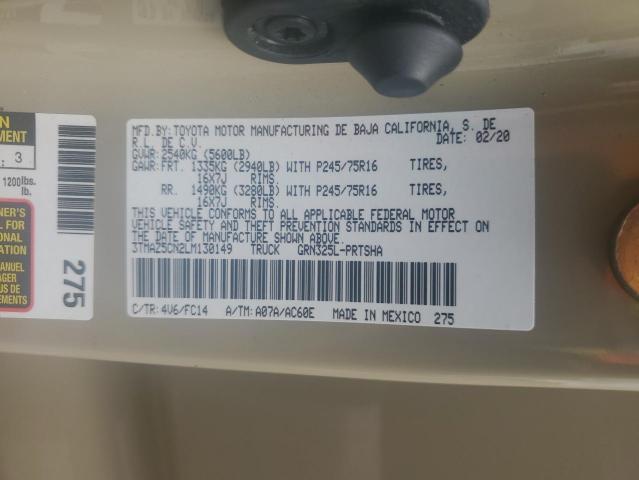 MFD.BY:TOYOTA MOTOR MANUFACTURING DE BAJA CALIFORNIA, S. DE
R.L. DE C.V. DATE: 02/20
GVWR:2540KG (5600LB)
GAWR:FRT. 1335KG (2940LB) WITH P245/75R16 TIRES,
16X7J RIMS.
RR. 1490KG (3280LB) WITH P245/75R16 TIRES,
16X7J RIMS.
THIS VEHICLE CONFORMS TO ALL APPLICABLE FEDERAL MOTOR
VEHICLE SAFETY AND THEFT PREVENTION STANDARDS IN EFFECT ON
THE DATE OF MANUFACTURE SHOWN ABOVE.
3TMAZ5CN2LM130149 TRUCK GRN325L-PRTSHA
C/TR:4V6/FC14 A/TM:A07A/AC60E MADE IN MEXICO 275
: 3
1200lbs.
lb.
275